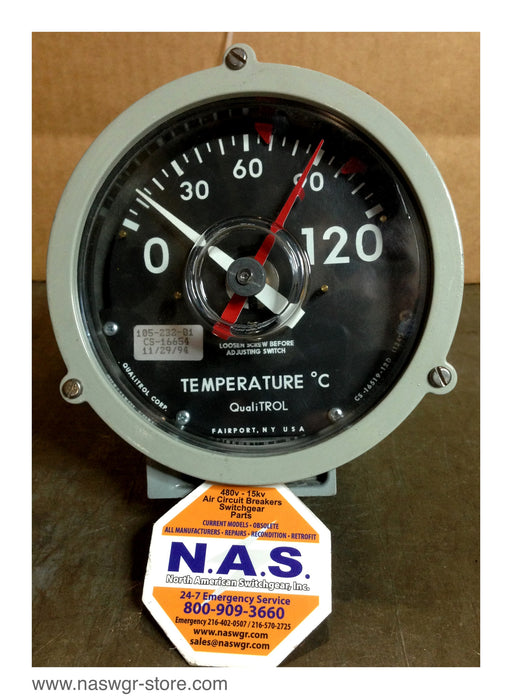 60
30
90
0
120
105-232-01
CS-16654
11/29/94
LOOSEN SCREW BEFORE
ADJUSTING SWITCH
TEMPERATURE °C
QualiTROL
QUALITROL CORP.
FAIRPORT, NY USA
480v - 15kv
Air Circuit Breakers
Switchgear
Parts
CURRENT MODELS - OBSOLETE
ALL MANUFACTURERS - REPAIRS - RECONDITION - RETROFIT
N.A.S.
North American Switchgear, Inc.
24-7 Emergency Service
800-909-3660
Emergency 216-402-0507 / 216-570-2725
www.naswgr.com
sales@naswgr.com
www.naswgr-store.com